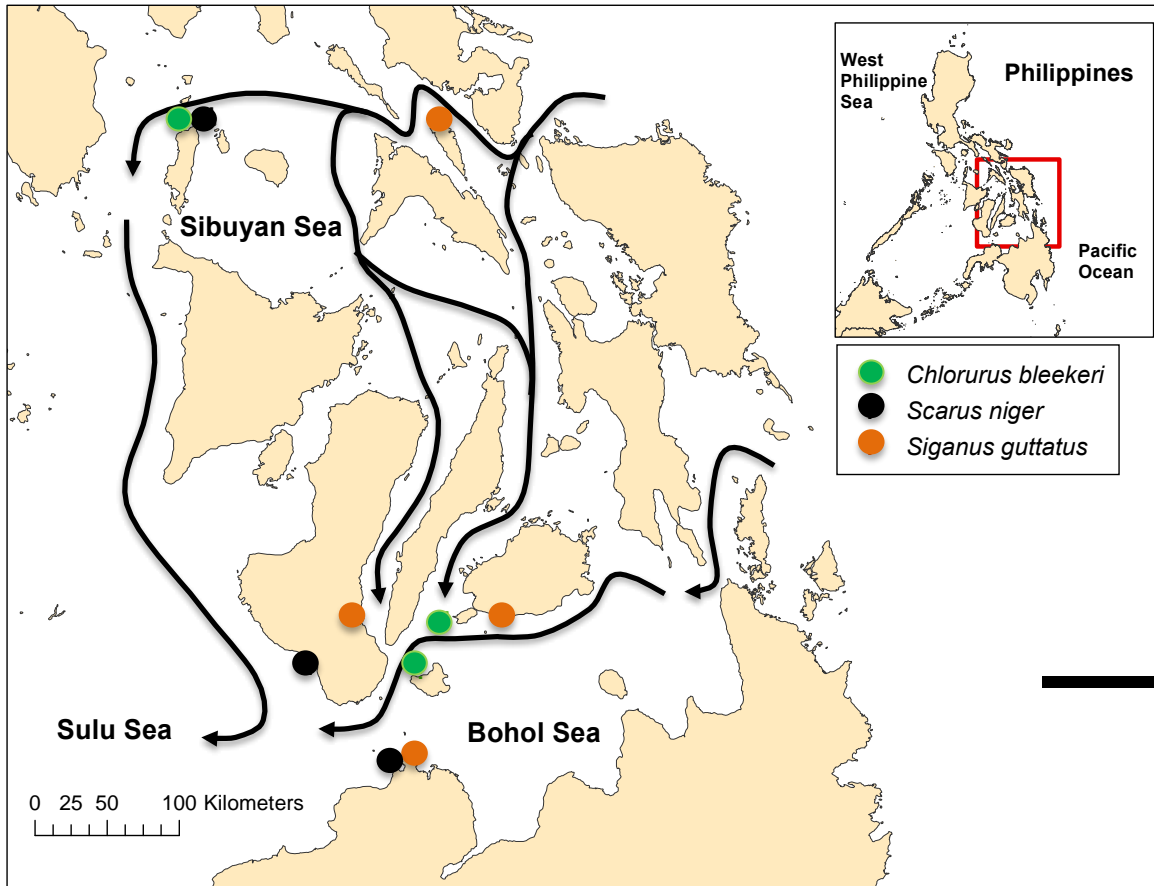 West
Philippine
Sea
Philippines
Pacific
Ocean
Sibuyan Sea
Chlorurus bleekeri
Scarus niger
Siganus guttatus
Sulu Sea
Bohol Sea
0 25 50 100 Kilometers